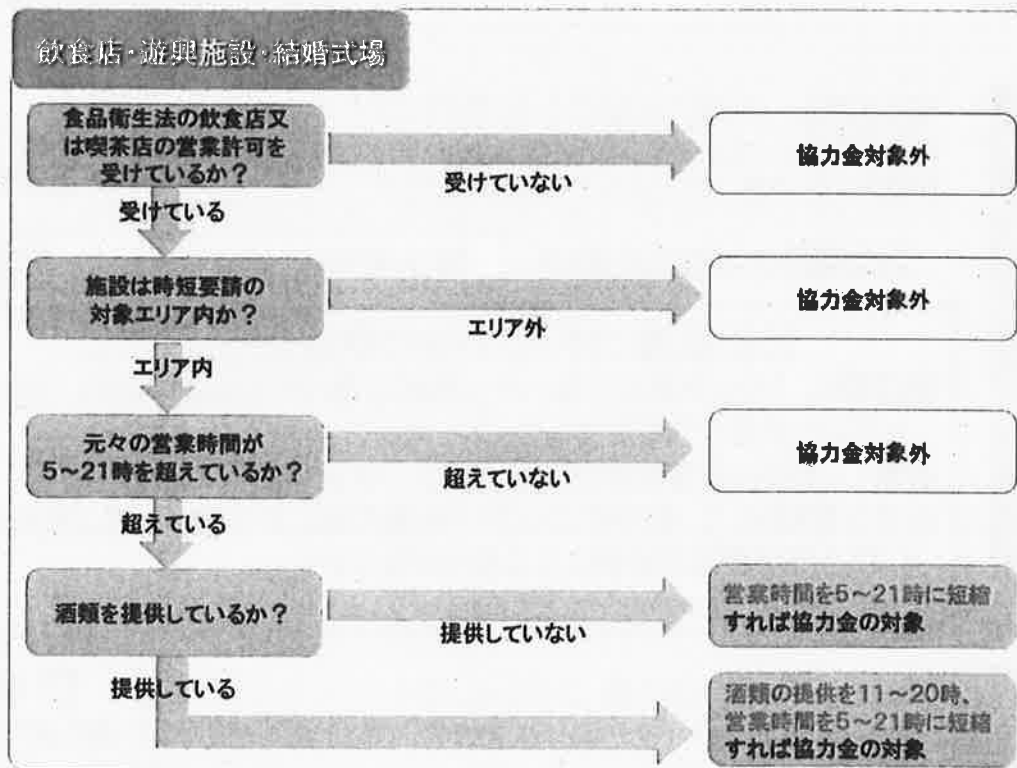 飲食店・遊興施設・結婚式場
食品衛生法の飲食店又
は喫茶店の営業許可を
受けているか?
受けていない
協力金対象外
受けている
施設は時短要請の
対象エリア内か?
エリア外
協力金対象外
エリア内
元々の営業時間が
5~21時を超えているか?
超えていない
協力金対象外
超えている
酒類を提供しているか?
提供していない
営業時間を5~21時に短縮
すれば協力金の対象
提供している
酒類の提供を11~20時、
営業時間を5~21時に短縮
すれば協力金の対象